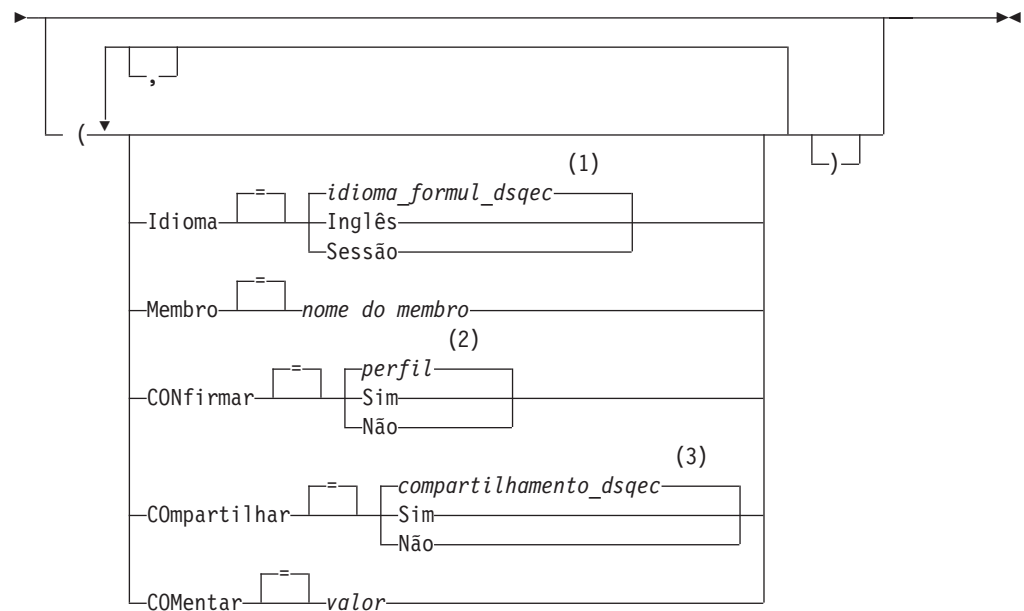 ,
(
)
(1)
=
idioma_formul_dsqec
Idioma
Inglês
Sessão
=
Membro
nome do membro
(2)
=
perfil
CONfirmar
Sim
Não
(3)
=
compartilhamento_dsqec
COmpartilhar
Sim
Não
=
COMentar
valor